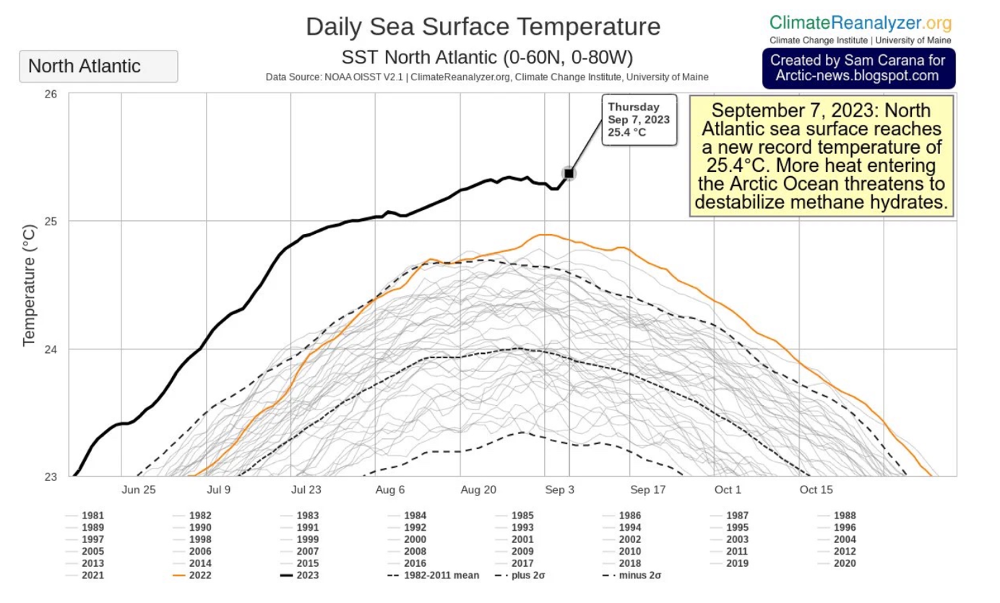 Daily Sea Surface Temperature
SST North Atlantic (0-60N, 0-80W)
Data Source: NOAA OISST V2.1 | ClimateReanalyzer.org, Climate Change Institute, University of Maine
North Atlantic
ClimateReanalyzer.org
Climate Change Institute | University of Maine
Created by Sam Carana for
Arctic-news.blogspot.com
Thursday
Sep 7, 2023
25.4 °C
September 7, 2023: North
Atlantic sea surface reaches
a new record temperature of
25.4°C. More heat entering
the Arctic Ocean threatens to
destabilize methane hydrates.
Temperature (°C)
26
25
24
23
Jun 25 Jul 9 Jul 23 Aug 6 Aug 20 Sep 3 Sep 17 Oct 1 Oct 15
1981 1982 1983 1984 1985 1986 1987 1988
1989 1990 1991 1992 1993 1994 1995 1996
1997 1998 1999 2000 2001 2002 2003 2004
2005 2006 2007 2008 2009 2010 2011 2012
2013 2014 2015 2016 2017 2018 2019 2020
2021 2022 2023 1982-2011 mean plus 2σ minus 2σ